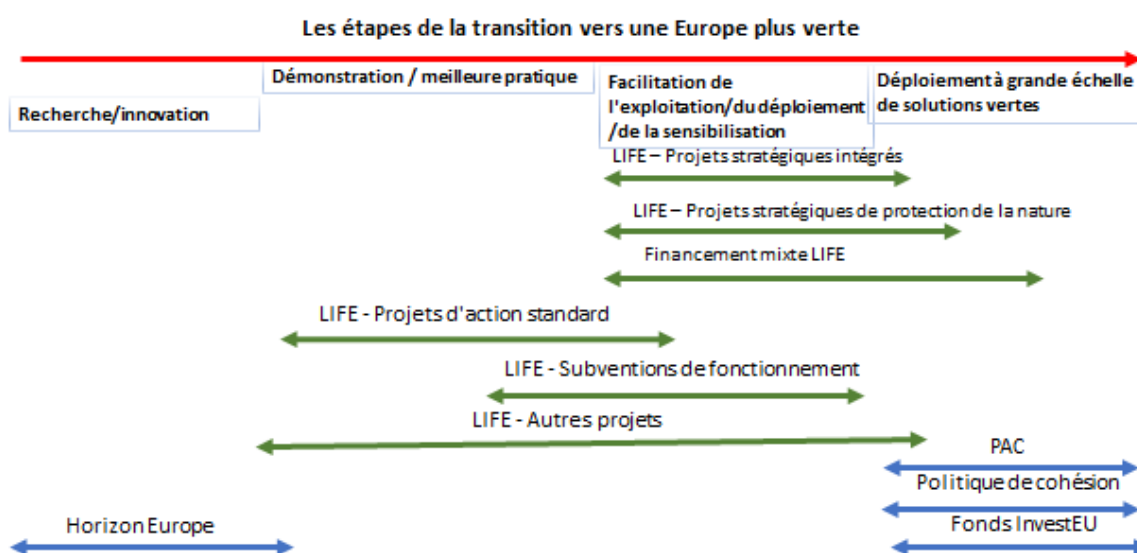 Les étapes de la transition vers une Europe plus verte
Recherche/innovation
Démonstration / meilleure pratique
Facilitation de
l'exploitation/du déploiement
/de la sensibilisation
Déploiement à grande échelle
de solutions vertes
LIFE – Projets stratégiques intégrés
LIFE – Projets stratégiques de protection de la nature
Financement mixte LIFE
LIFE - Projets d'action standard
LIFE - Subventions de fonctionnement
LIFE - Autres projets
PAC
Politique de cohésion
Horizon Europe
Fonds InvestEU